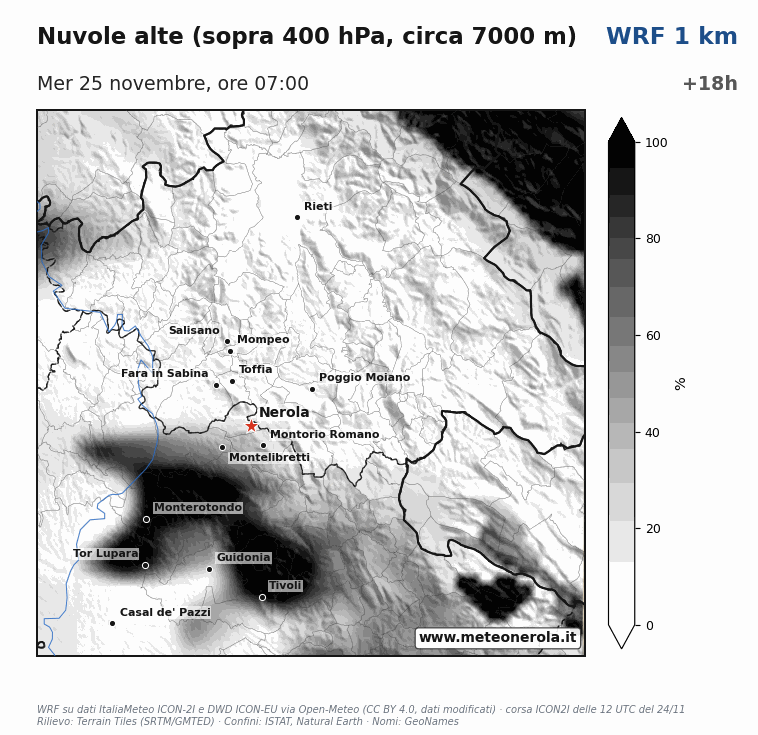 Nuvole alte (sopra 400 hPa, circa 7000 m) WRF 1 km
Mer 25 novembre, ore 07:00 +18h
100
80
60
40
20
0
%
Rieti
Salisano
Mompeo
Toffia
Fara in Sabina
Poggio Moiano
Nerola
Montorio Romano
Montelibretti
Monterotondo
Tor Lupara
Guidonia
Tivoli
Casal de' Pazzi
www.meteonerola.it
WRF su dati ItaliaMeteo ICON-2I e DWD ICON-EU via Open-Meteo (CC BY 4.0, dati modificati) · corsa ICON2I delle 12 UTC del 24/11
Rilievo: Terrain Tiles (SRTM/GMTED) · Confini: ISTAT, Natural Earth · Nomi: GeoNames